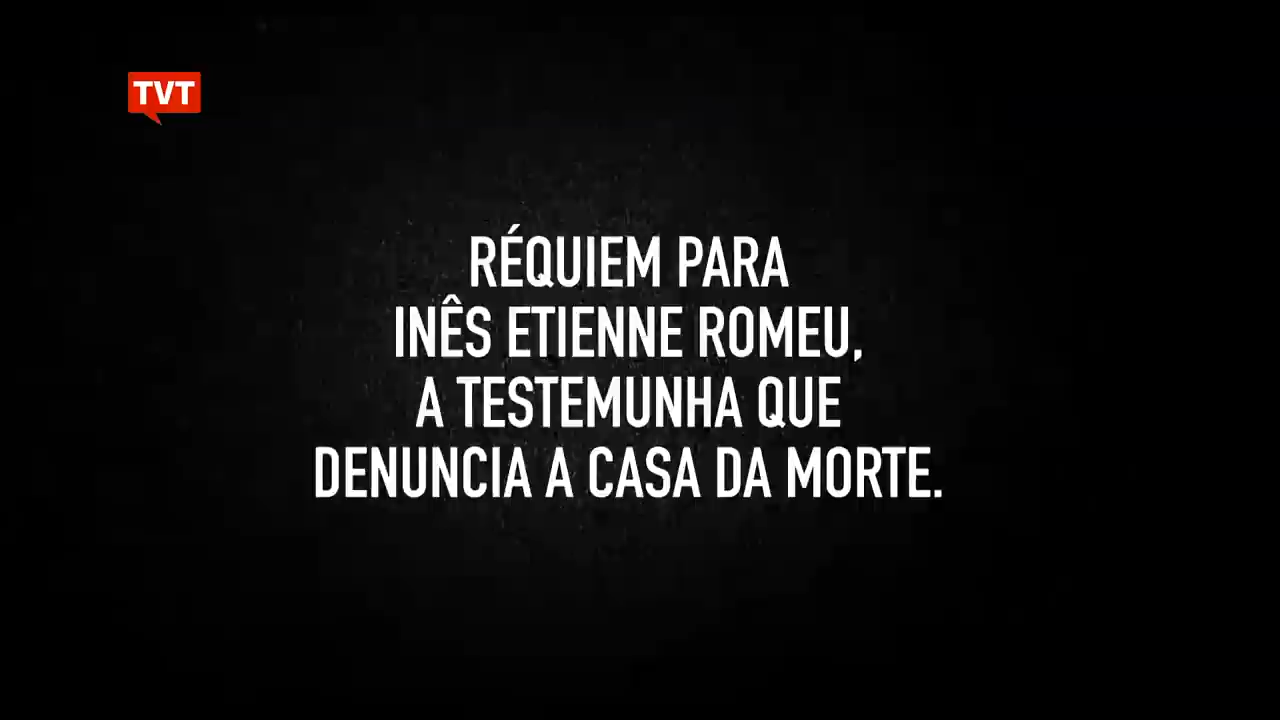 TVT
RÉQUIEM PARA
INÊS ETIENNE ROMEU,
A TESTEMUNHA QUE
DENUNCIA A CASA DA MORTE.